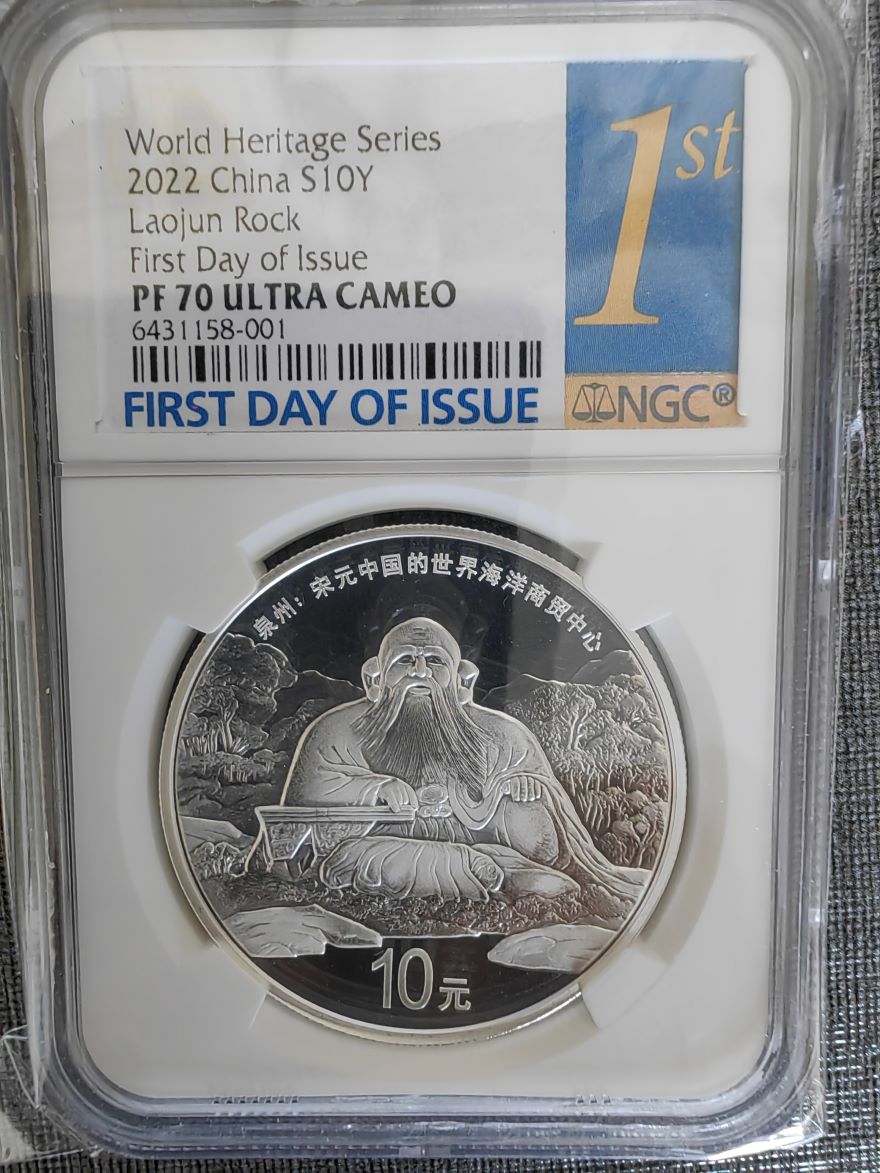 World Heritage Series
2022 China S10Y
Laojun Rock
First Day of Issue
PF 70 ULTRA CAMEO
6431158-001
FIRST DAY OF ISSUE
1st
NGC®
泉州：宋元中国的世界海洋商贸中心
10元